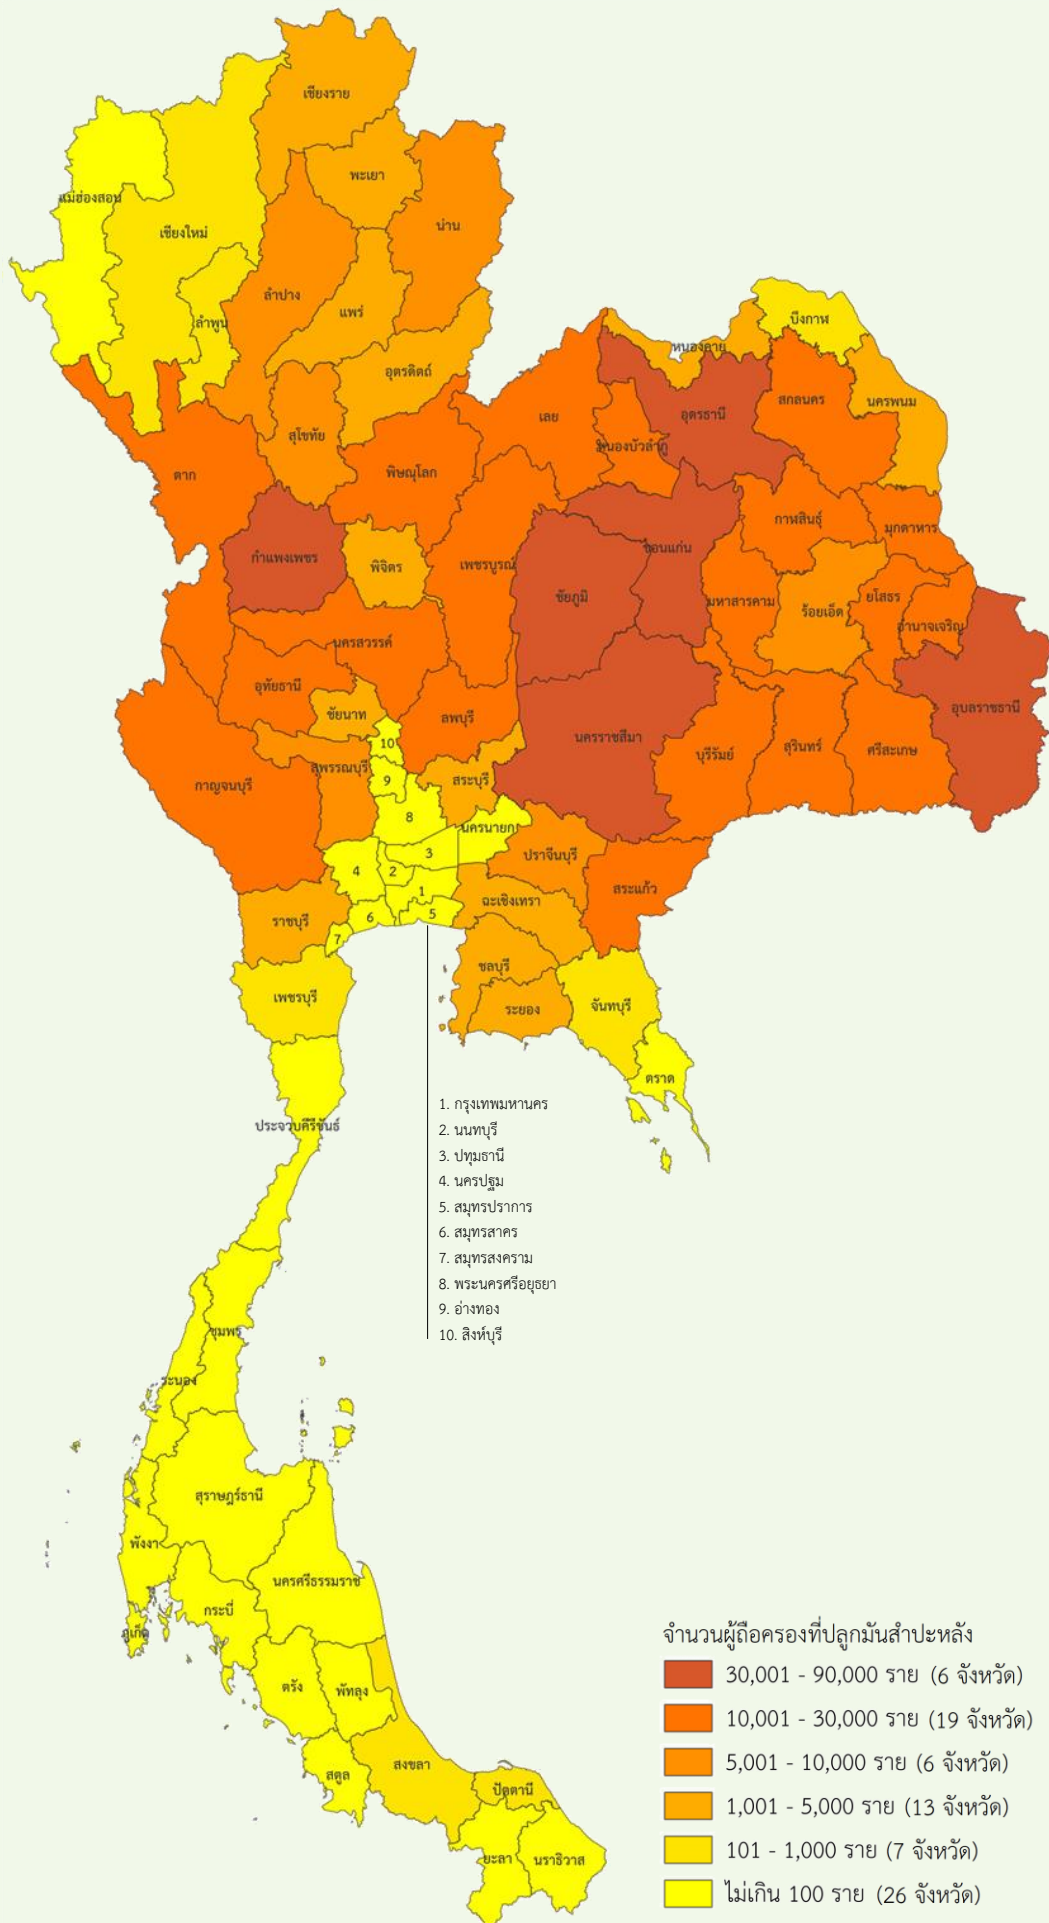 เชียงราย
พะเยา
น่าน
แม่ฮ่องสอน
เชียงใหม่
ลำปาง
แพร่
ลำพูน
บึงกาฬ
หนองคาย
อุตรดิตถ์
เลย
อุดรธานี
สกลนคร
นครพนม
สุโขทัย
หนองบัวลำภู
ตาก
พิษณุโลก
กาฬสินธุ์
มุกดาหาร
กำแพงเพชร
พิจิตร
เพชรบูรณ์
ขอนแก่น
ชัยภูมิ
มหาสารคาม
ร้อยเอ็ด
ยโสธร
อำนาจเจริญ
นครสวรรค์
อุทัยธานี
ชัยนาท
ลพบุรี
อุบลราชธานี
นครราชสีมา
บุรีรัมย์
สุรินทร์
ศรีสะเกษ
10
สุพรรณบุรี
สระบุรี
กาญจนบุรี
9
8
นครนายก
3
ปราจีนบุรี
4
2
1
สระแก้ว
ฉะเชิงเทรา
ราชบุรี
6
5
7
ชลบุรี
เพชรบุรี
ระยอง
จันทบุรี
ตราด
ประจวบคีรีขันธ์
1. กรุงเทพมหานคร
2. นนทบุรี
3. ปทุมธานี
4. นครปฐม
5. สมุทรปราการ
6. สมุทรสาคร
7. สมุทรสงคราม
8. พระนครศรีอยุธยา
9. อ่างทอง
10. สิงห์บุรี
ชุมพร
ระนอง
สุราษฎร์ธานี
พังงา
นครศรีธรรมราช
กระบี่
ภูเก็ต
ตรัง
พัทลุง
สงขลา
สตูล
ปัตตานี
ยะลา
นราธิวาส
จำนวนผู้ถือครองที่ปลูกมันสำปะหลัง
30,001 - 90,000 ราย (6 จังหวัด)
10,001 - 30,000 ราย (19 จังหวัด)
5,001 - 10,000 ราย (6 จังหวัด)
1,001 - 5,000 ราย (13 จังหวัด)
101 - 1,000 ราย (7 จังหวัด)
ไม่เกิน 100 ราย (26 จังหวัด)